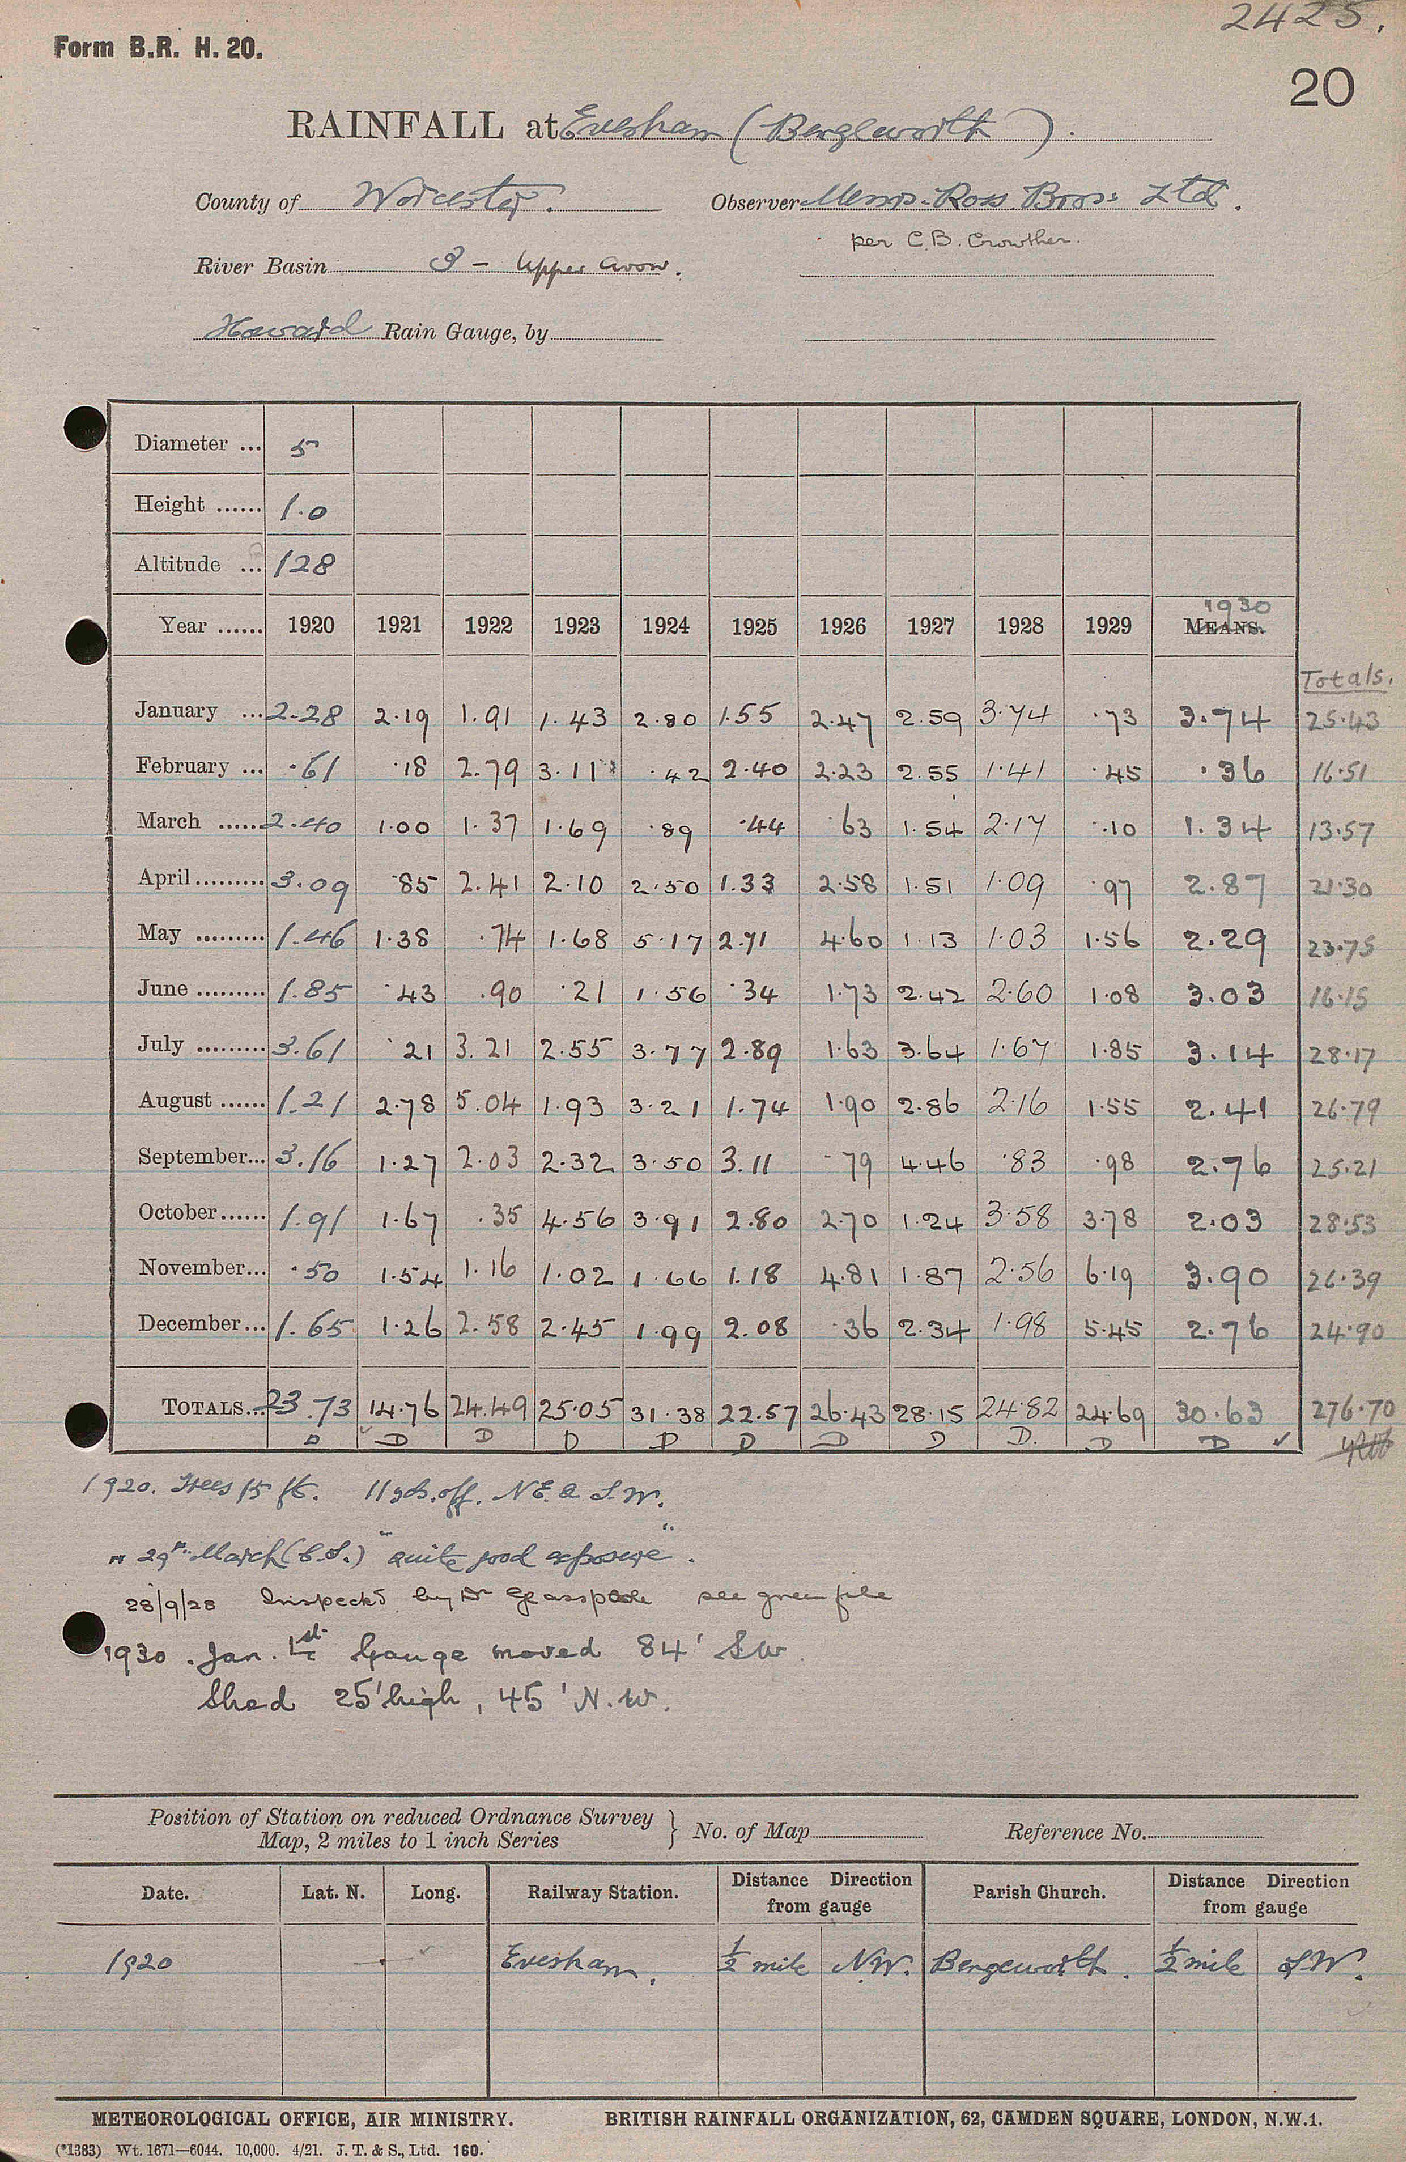 2425.
Form B.R. H. 20.
20
RAINFALL at Evesham (Bengeworth).
County of Worcester. Observer Messrs. Ross Bros: Ltd.
per C.B. Crowther.
River Basin 3 - Upper Avon.
Howard Rain Gauge, by
Diameter ... 5
Height ...... 1.0
Altitude ... 128
1930
Year ...... 1920 1921 1922 1923 1924 1925 1926 1927 1928 1929 MEANS.
Totals.
January ... 2.28 2.19 1.91 1.43 2.80 1.55 2.47 2.59 3.74 .73 3.74 25.43
February ... .61 .18 2.79 3.11 .42 2.40 2.23 2.55 1.41 .45 .36 16.51
March ...... 2.40 1.00 1.37 1.69 .89 .44 .63 1.54 2.17 .10 1.34 13.57
April ......... 3.09 .85 2.41 2.10 2.50 1.33 2.58 1.51 1.09 .97 2.87 21.30
May ......... 1.46 1.38 .74 1.68 5.17 2.71 4.60 1.13 1.03 1.56 2.29 23.75
June ......... 1.85 .43 .90 .21 1.56 .34 1.73 2.42 2.60 1.08 3.03 16.15
July ......... 3.61 .21 3.21 2.55 3.77 2.89 1.63 3.64 1.67 1.85 3.14 28.17
August ...... 1.21 2.78 5.04 1.93 3.21 1.74 1.90 2.86 2.16 1.55 2.41 26.79
September... 3.16 1.27 2.03 2.32 3.50 3.11 .79 4.46 .83 .98 2.76 25.21
October...... 1.91 1.67 .35 4.56 3.91 2.80 2.70 1.24 3.58 3.78 2.03 28.53
November... .50 1.54 1.16 1.02 1.66 1.18 4.81 1.87 2.56 6.19 3.90 26.39
December... 1.65 1.26 2.58 2.45 1.99 2.08 .36 2.34 1.98 5.45 2.76 24.90
TOTALS... 23.73 14.76 24.49 25.05 31.38 22.57 26.43 28.15 24.82 24.69 30.63 276.70
D D D D D D D D D. D D ✓
1920. Trees 15 ft. 11 yds. off. N.E. & S.W.
" 29th March (C.S.) "quite good exposure".
28/9/28 Inspected by Dr Glasspoole see green file
1930. Jan. 1st Gauge moved 84' SW.
Shed 25' high, 45' N.W.
Position of Station on reduced Ordnance Survey
Map, 2 miles to 1 inch Series } No. of Map Reference No.
Date. Lat. N. Long. Railway Station. Distance Direction from gauge Parish Church. Distance Direction from gauge
1920 Evesham. ½ mile NW. Bengeworth. ½ mile SW.
METEOROLOGICAL OFFICE, AIR MINISTRY. BRITISH RAINFALL ORGANIZATION, 62, CAMDEN SQUARE, LONDON, N.W.1.
(*1383) Wt. 1671—6044. 10,000. 4/21. J. T. & S., Ltd. 160.